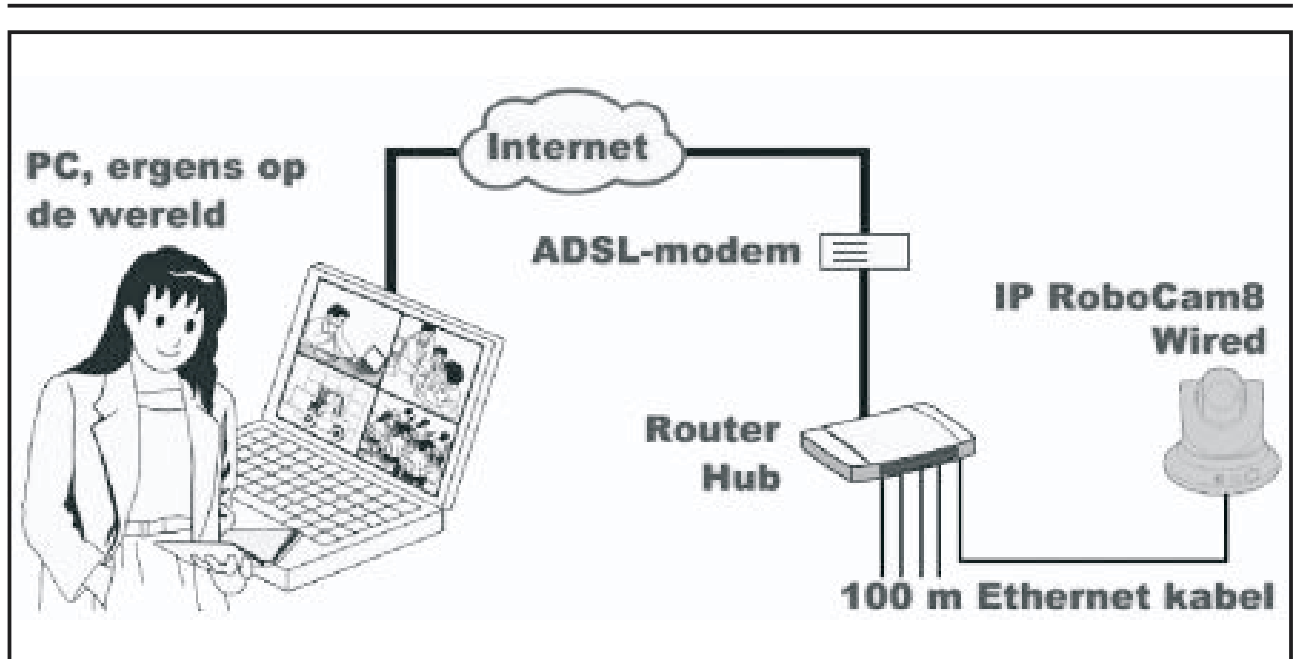 Internet
PC, ergens op
de wereld
ADSL-modem
IP RoboCam8
Wired
Router
Hub
100 m Ethernet kabel